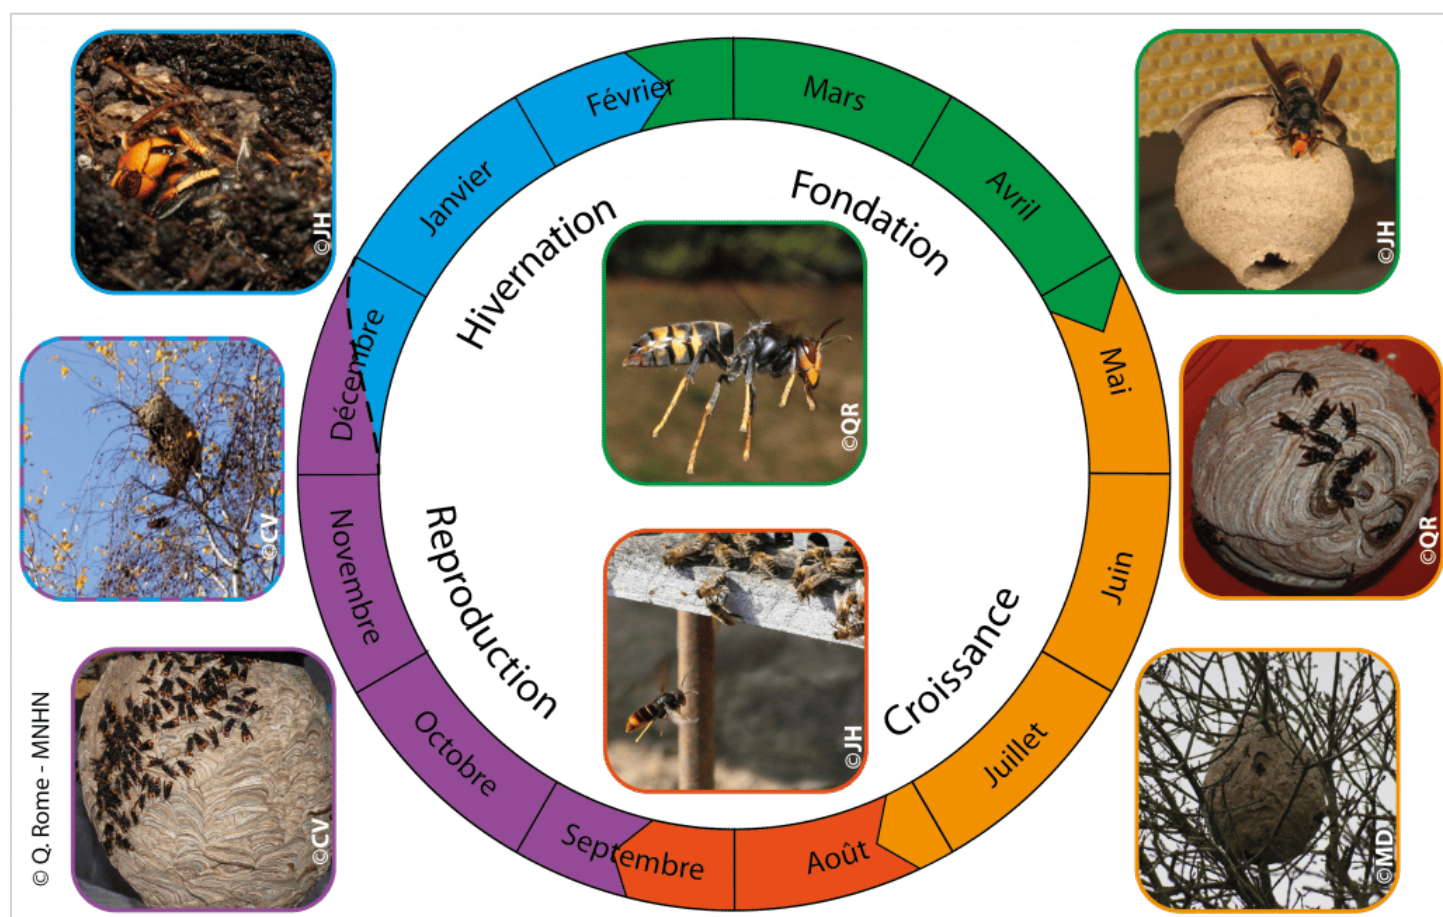 Janvier
Février
Mars
Avril
Mai
Juin
Juillet
Août
Septembre
Octobre
Novembre
Décembre
Hivernation
Fondation
Croissance
Reproduction
©JH
©JH
©QR
©QR
©CV
©JH
©CV
©MD
© Q. Rome - MNHN